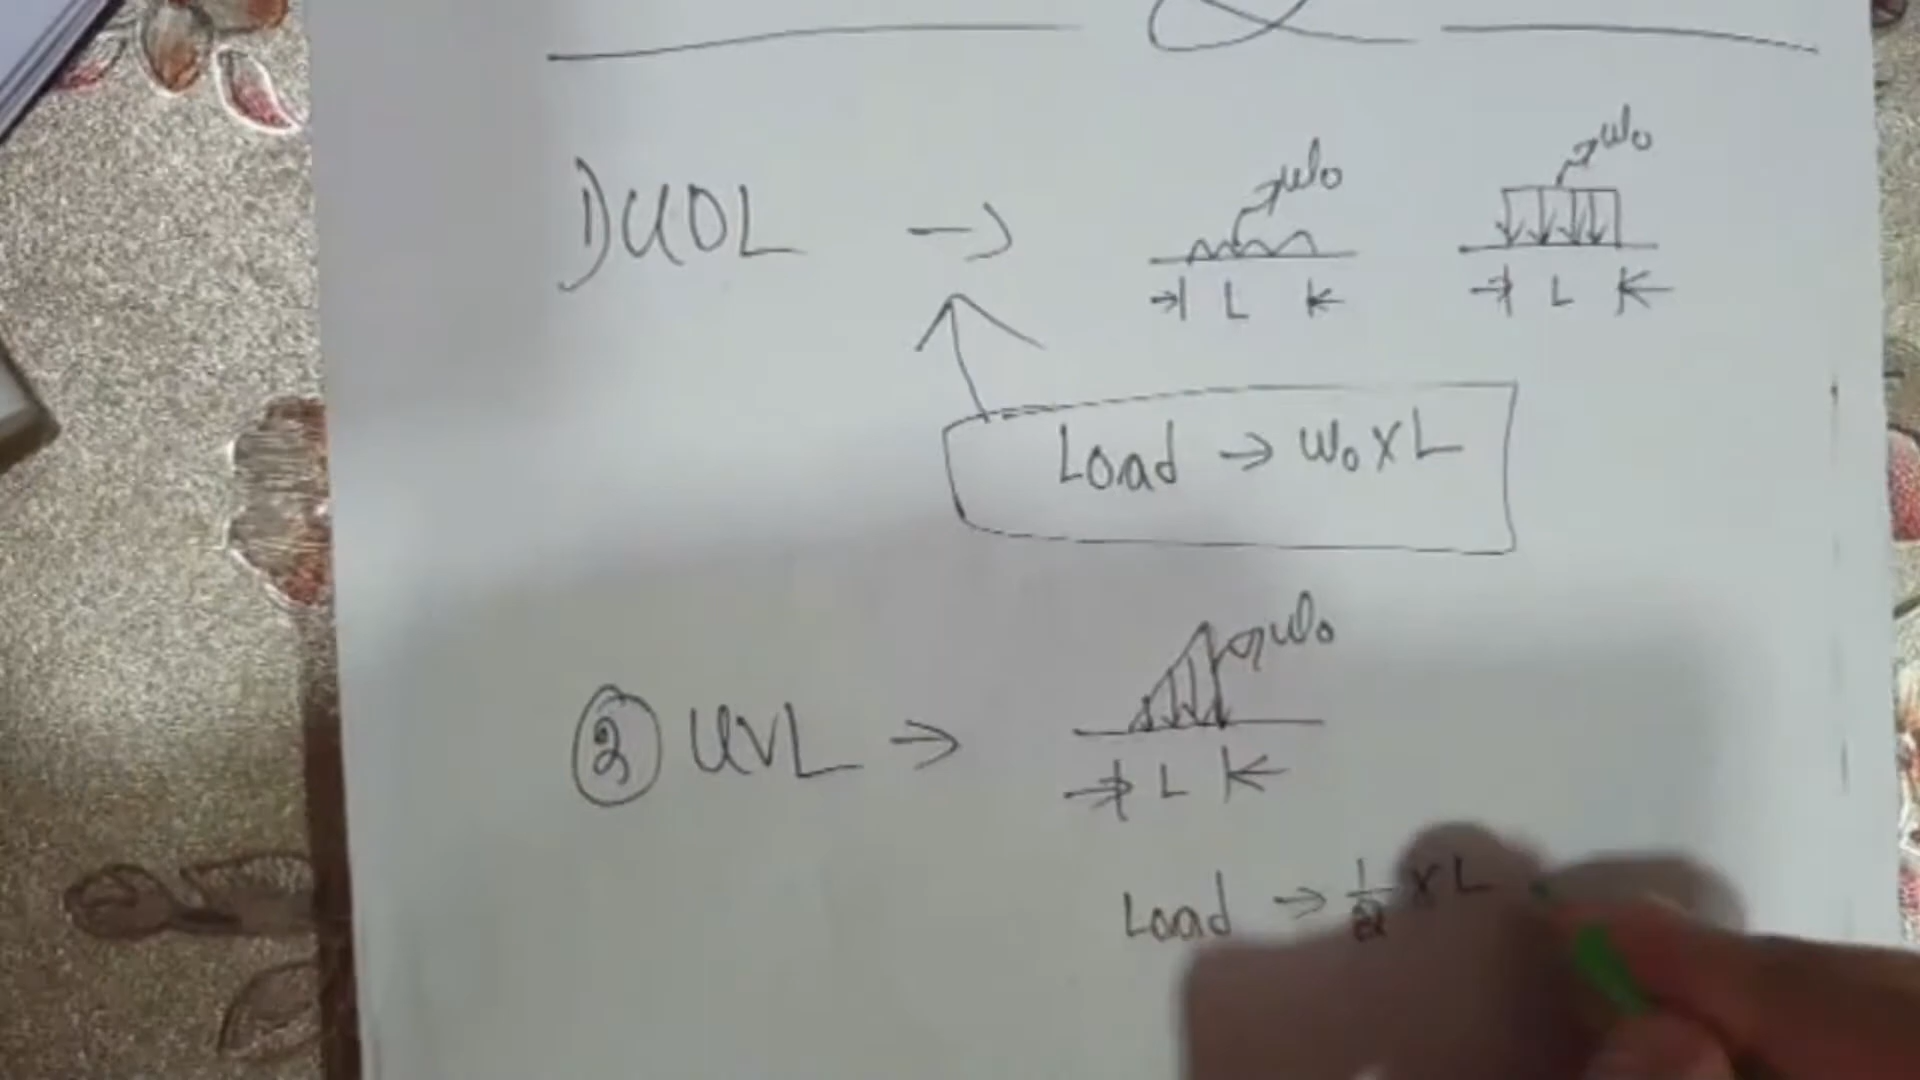 1) UDL → w₀ w₀
→| L |← →| L |←
Load → w₀ X L
② UVL → w₀
→| L |←
Load → 1/2 X L